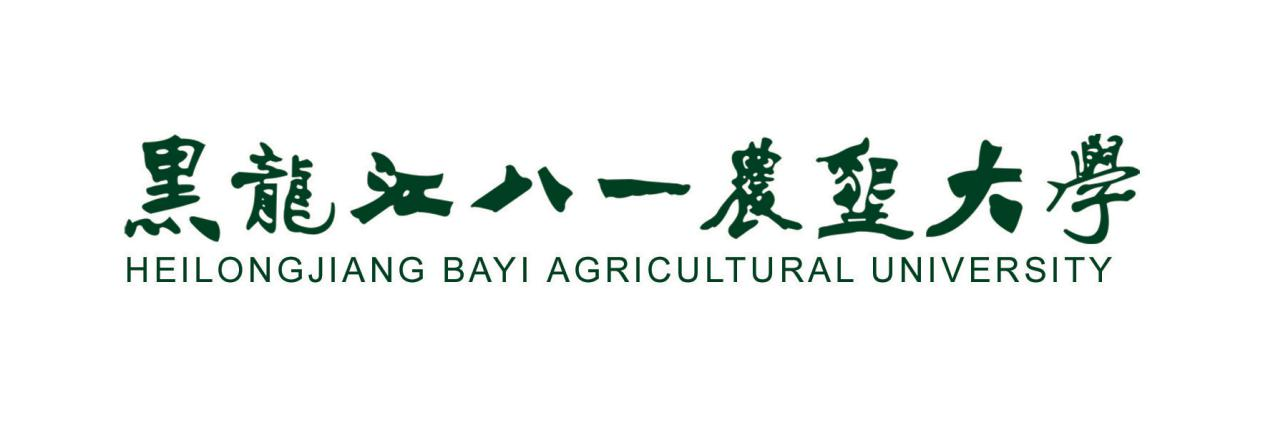 黑龍江八一農墾大學
HEILONGJIANG BAYI AGRICULTURAL UNIVERSITY